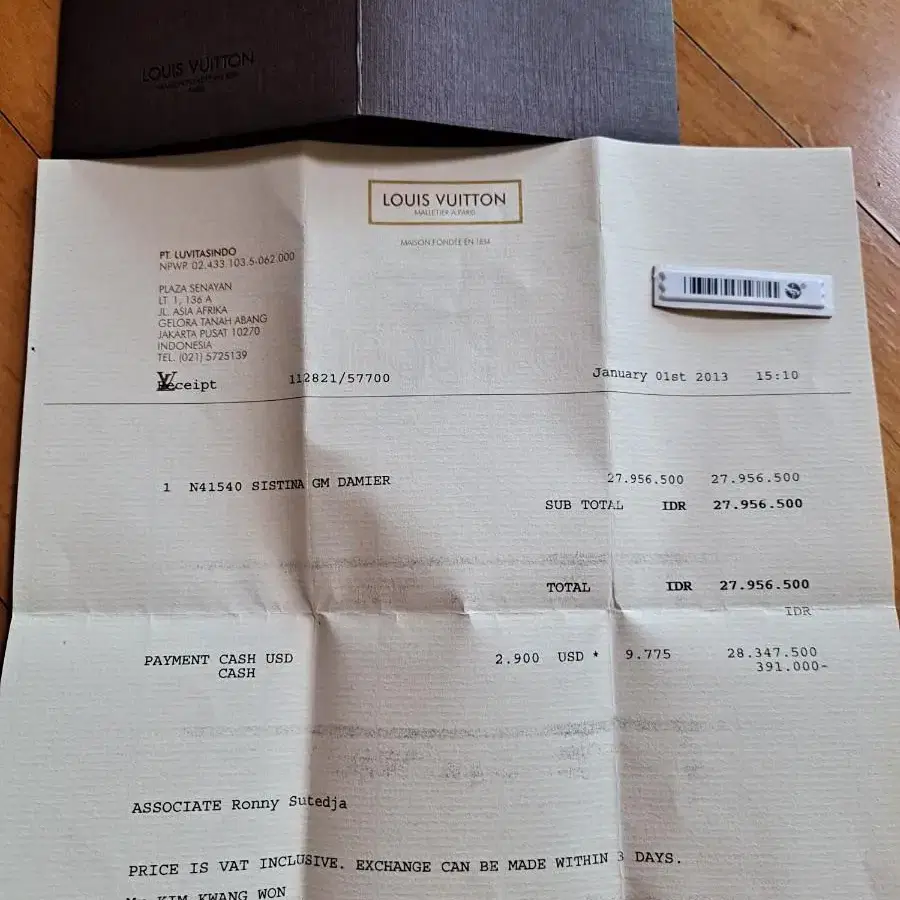 LOUIS VUITTON
PARIS
LOUIS VUITTON
MALLETIER A PARIS
MAISON FONDÉE EN 1854
PT. LUVITASINDO
NPWP. 02.433.103.5-062.000
PLAZA SENAYAN
LT. 1, 136 A
JL. ASIA AFRIKA
GELORA TANAH ABANG
JAKARTA PUSAT 10270
INDONESIA
TEL. (021) 5725139
LV
Receipt 112821/57700 January 01st 2013 15:10
1 N41540 SISTINA GM DAMIER 27.956.500 27.956.500
SUB TOTAL IDR 27.956.500
TOTAL IDR 27.956.500
IDR
PAYMENT CASH USD 2.900 USD * 9.775 28.347.500
CASH 391.000-
ASSOCIATE Ronny Sutedja
PRICE IS VAT INCLUSIVE. EXCHANGE CAN BE MADE WITHIN 3 DAYS.
KIM KWANG WON